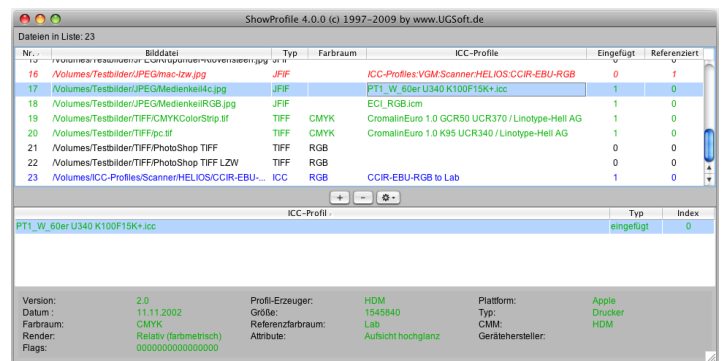 ShowProfile 4.0.0 (c) 1997-2009 by www.UGSoft.de
Dateien in Liste: 23
Nr. Bilddatei Typ Farbraum ICC-Profile Eingefügt Referenziert
16 /Volumes/Testbilder/JPEG/mac-lzw.jpg JFIF ICC-Profiles:VGM:Scanner:HELIOS:CCIR-EBU-RGB 0 1
17 /Volumes/Testbilder/JPEG/Medienkeil4c.jpg JFIF PT1_W_60er U340 K100F15K+.icc 1 0
18 /Volumes/Testbilder/JPEG/MedienkeilRGB.jpg JFIF ECI_RGB.icm 1 0
19 /Volumes/Testbilder/TIFF/CMYKColorStrip.tif TIFF CMYK CromalinEuro 1.0 GCR50 UCR370 / Linotype-Hell AG 1 0
20 /Volumes/Testbilder/TIFF/pc.tif TIFF CMYK CromalinEuro 1.0 K95 UCR340 / Linotype-Hell AG 1 0
21 /Volumes/Testbilder/TIFF/PhotoShop TIFF TIFF RGB 0 0
22 /Volumes/Testbilder/TIFF/PhotoShop TIFF LZW TIFF RGB 0 0
23 /Volumes/ICC-Profiles/Scanner/HELIOS/CCIR-EBU-... ICC RGB CCIR-EBU-RGB to Lab 1 0
ICC-Profil Typ Index
PT1_W_60er U340 K100F15K+.icc eingefügt 0
Version: 2.0 Profil-Erzeuger: HDM Plattform: Apple
Datum : 11.11.2002 Größe: 1545840 Typ: Drucker
Farbraum: CMYK Referenzfarbraum: Lab CMM: HDM
Render: Relativ (farbmetrisch) Attribute: Aufsicht hochglanz Gerätehersteller:
Flags: 0000000000000000